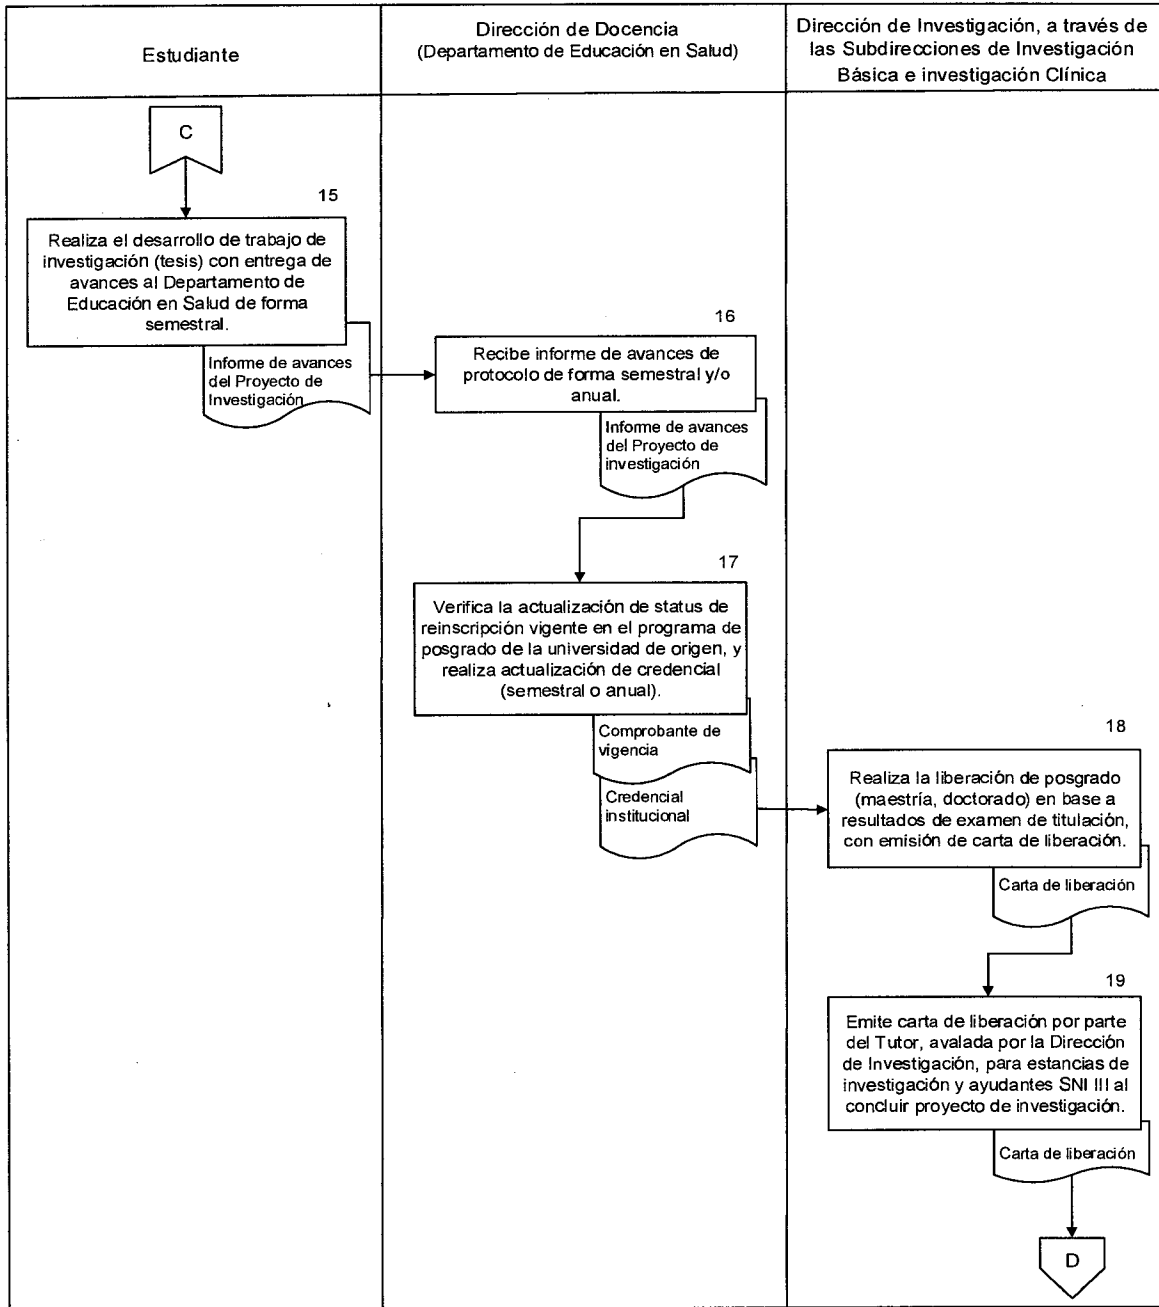 Estudiante
Dirección de Docencia
(Departamento de Educación en Salud)
Dirección de Investigación, a través de
las Subdirecciones de Investigación
Básica e investigación Clínica
C
15
Realiza el desarrollo de trabajo de
investigación (tesis) con entrega de
avances al Departamento de
Educación en Salud de forma
semestral.
Informe de avances
del Proyecto de
Investigación
16
Recibe informe de avances de
protocolo de forma semestral y/o
anual.
Informe de avances
del Proyecto de
investigación
17
Verifica la actualización de status de
reinscripción vigente en el programa de
posgrado de la universidad de origen, y
realiza actualización de credencial
(semestral o anual).
Comprobante de
vigencia
Credencial
institucional
18
Realiza la liberación de posgrado
(maestría, doctorado) en base a
resultados de examen de titulación,
con emisión de carta de liberación.
Carta de liberación
19
Emite carta de liberación por parte
del Tutor, avalada por la Dirección
de Investigación, para estancias de
investigación y ayudantes SNI III al
concluir proyecto de investigación.
Carta de liberación
D